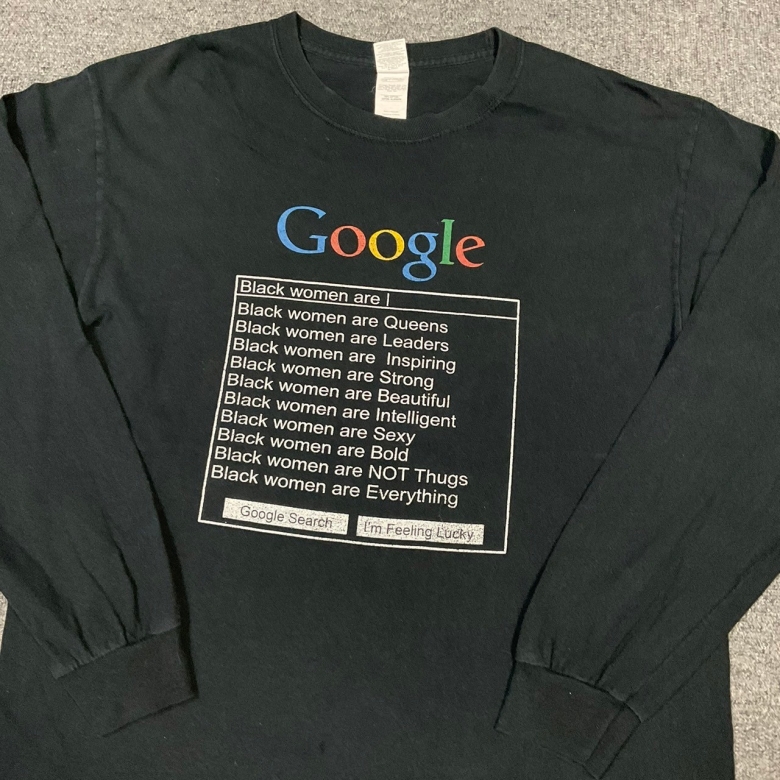 Google
Black women are |
Black women are Queens
Black women are Leaders
Black women are Inspiring
Black women are Strong
Black women are Beautiful
Black women are Intelligent
Black women are Sexy
Black women are Bold
Black women are NOT Thugs
Black women are Everything
Google Search
I'm Feeling Lucky